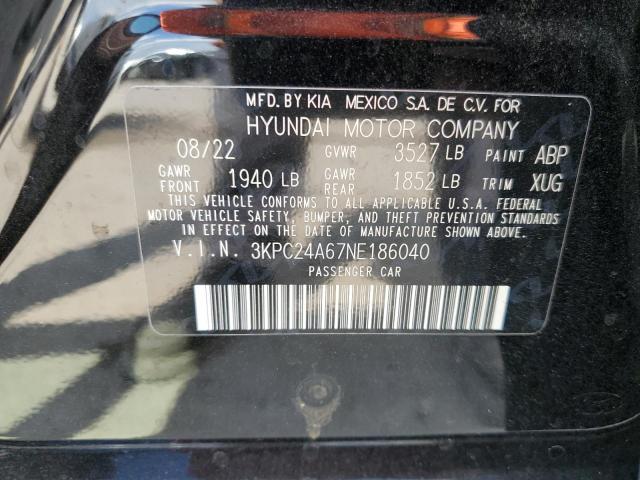 MFD. BY KIA MEXICO S.A. DE C.V. FOR
HYUNDAI MOTOR COMPANY
08/22 GVWR 3527 LB PAINT ABP
GAWR FRONT 1940 LB GAWR REAR 1852 LB TRIM XUG
THIS VEHICLE CONFORMS TO ALL APPLICABLE U.S.A. FEDERAL
MOTOR VEHICLE SAFETY, BUMPER, AND THEFT PREVENTION STANDARDS
IN EFFECT ON THE DATE OF MANUFACTURE SHOWN ABOVE.
V.I.N. 3KPC24A67NE186040
PASSENGER CAR